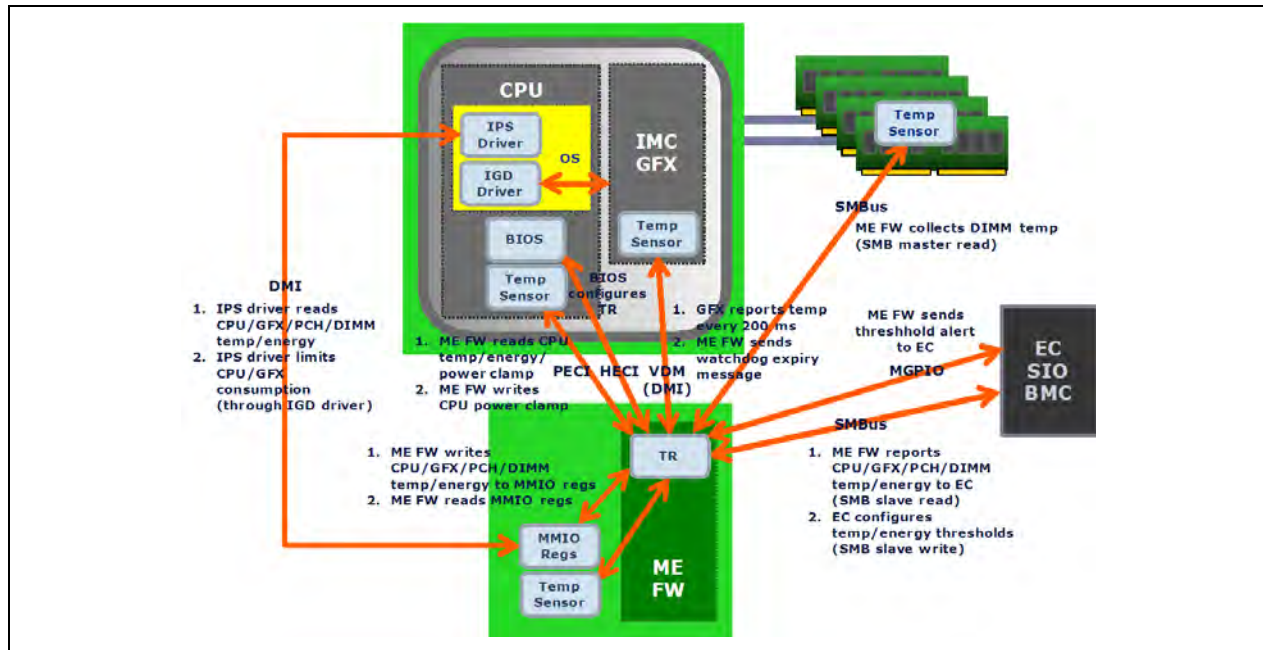 CPU
IPS
Driver
OS
IGD
Driver
BIOS
Temp
Sensor
IMC
GFX
Temp
Sensor
Temp
Sensor
SMBus
ME FW collects DIMM temp
(SMB master read)
DMI
1. IPS driver reads
CPU/GFX/PCH/DIMM
temp/energy
2. IPS driver limits
CPU/GFX
consumption
(through IGD driver)
BIOS
configures
TR
1. ME FW reads CPU
temp/energy/
power clamp
2. ME FW writes
CPU power clamp
PECI HECI VDM
(DMI)
1. GFX reports temp
every 200 ms
2. ME FW sends
watchdog expiry
message
ME FW sends
threshhold alert
to EC
MGPIO
EC
SIO
BMC
SMBus
1. ME FW reports
CPU/GFX/PCH/DIMM
temp/energy to EC
(SMB slave read)
2. EC configures
temp/energy thresholds
(SMB slave write)
1. ME FW writes
CPU/GFX/PCH/DIMM
temp/energy to MMIO regs
2. ME FW reads MMIO regs
TR
MMIO
Regs
Temp
Sensor
ME
FW